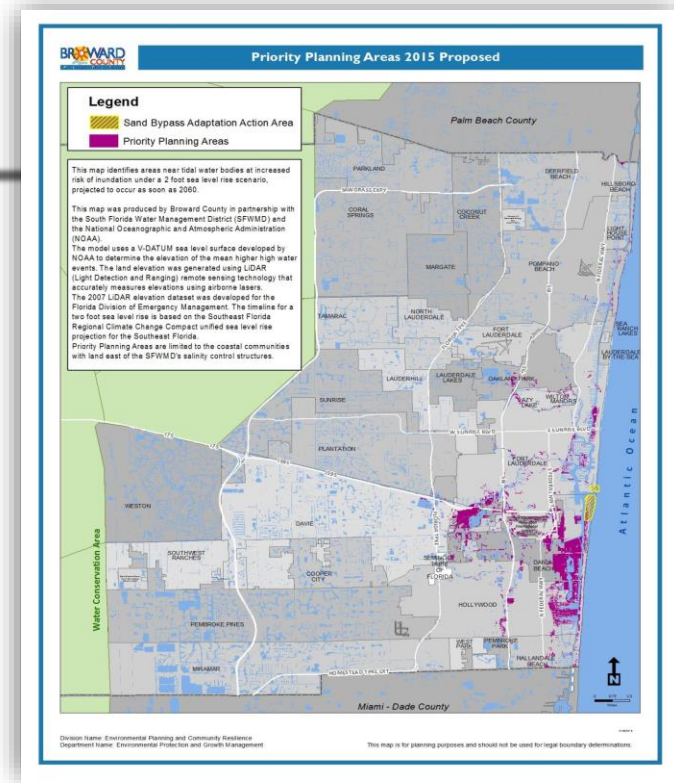 BROWARD
COUNTY
Priority Planning Areas 2015 Proposed
Legend
Sand Bypass Adaptation Action Area
Priority Planning Areas
This map identifies areas near tidal water bodies at increased
risk of inundation under a 2 foot sea level rise scenario,
projected to occur as soon as 2060.
This map was produced by Broward County in partnership with
the South Florida Water Management District (SFWMD) and
the National Oceanographic and Atmospheric Administration
(NOAA).
The model uses a V-DATUM sea level surface developed by
NOAA to determine the elevation of the mean higher high water
events. The land elevation was generated using LiDAR
(Light Detection and Ranging) remote sensing technology that
accurately measures elevations using airborne lasers.
The 2007 LiDAR elevation dataset was developed for the
Florida Division of Emergency Management. The timeline for a
two foot sea level rise is based on the Southeast Florida
Regional Climate Change Compact unified sea level rise
projection for the Southeast Florida.
Priority Planning Areas are limited to the coastal communities
with land east of the SFWMD's salinity control structures.
Palm Beach County
PARKLAND
DEERFIELD
BEACH
HILLSBORO
BEACH
CORAL
SPRINGS
COCONUT
CREEK
LIGHT
HOUSE
POINT
MARGATE
POMPANO
BEACH
TAMARAC
NORTH
LAUDERDALE
FORT
LAUDERDALE
SEA
RANCH
LAKES
LAUDERDALE
BY-THE-SEA
LAUDERHILL
LAUDERDALE
LAKES
OAKLAND PARK
LAZY
LAKE
WILTON
MANORS
SUNRISE
W SUNRISE BLVD
E SUNRISE BLVD
PLANTATION
FORT
LAUDERDALE
Atlantic Ocean
WESTON
DAVIE
SOUTHWEST
RANCHES
COOPER
CITY
SEMINOLE
TRIBE
OF
FLORIDA
DANIA
BEACH
HOLLYWOOD
Water Conservation Area
PEMBROKE PINES
WEST
PARK
PEMBROKE
PARK
HALLANDALE
BEACH
MIRAMAR
N
Miami - Dade County
Division Name: Environmental Planning and Community Resilience
Department Name: Environmental Protection and Growth Management
This map is for planning purposes and should not be used for legal boundary determinations.